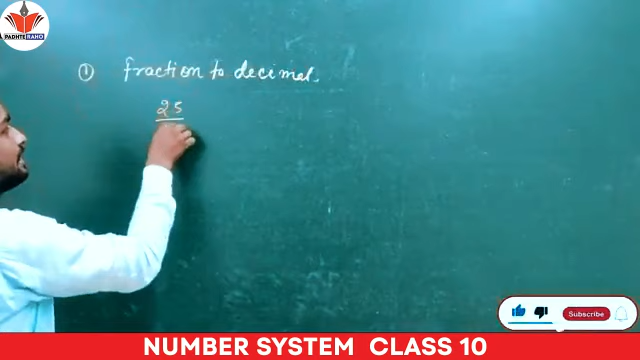 PADHTE RAHO
① fraction to decimal.
25
Subscribe
NUMBER SYSTEM CLASS 10